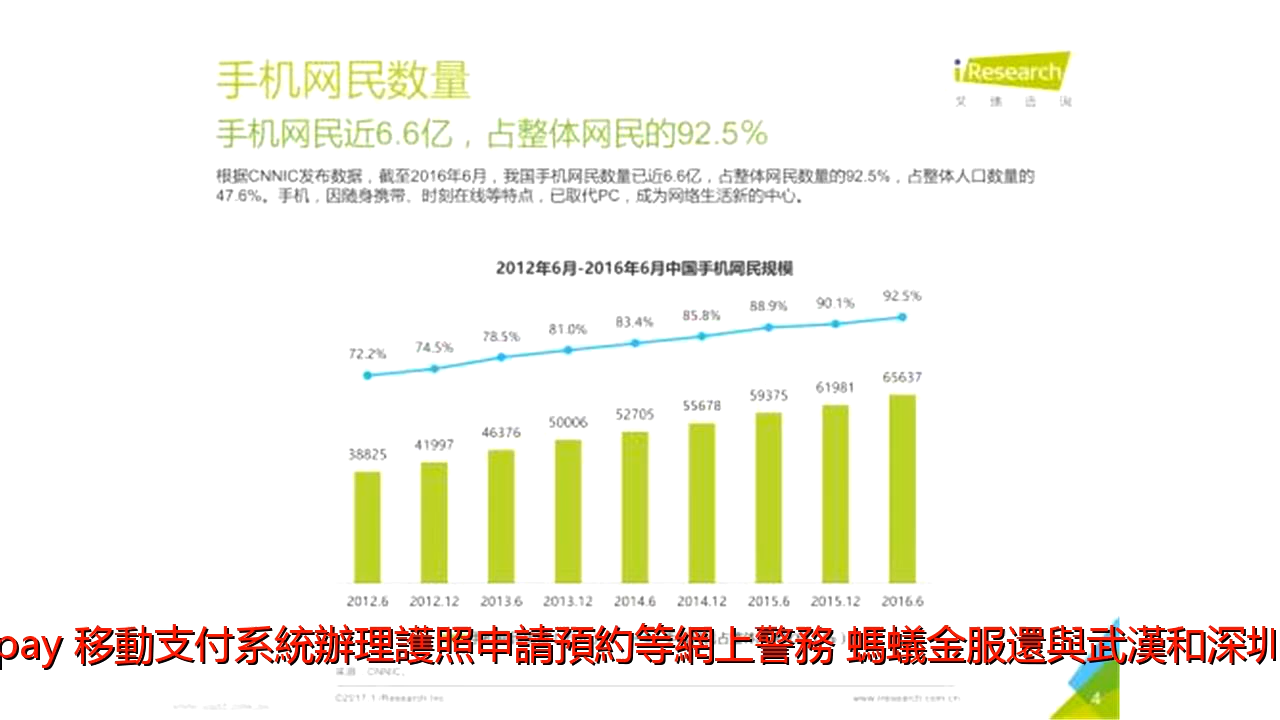 手机网民数量
iResearch
艾 瑞 咨 询
手机网民近6.6亿，占整体网民的92.5%
根据CNNIC发布数据，截至2016年6月，我国手机网民数量已近6.6亿，占整体网民数量的92.5%，占整体人口数量的
47.6%。手机，因随身携带、时刻在线等特点，已取代PC，成为网络生活新的中心。
2012年6月-2016年6月中国手机网民规模
72.2% 74.5% 78.5% 81.0% 83.4% 85.8% 88.9% 90.1% 92.5%
38825 41997 46376 50006 52705 55678 59375 61981 65637
2012.6 2012.12 2013.6 2013.12 2014.6 2014.12 2015.6 2015.12 2016.6
pay 移動支付系統辦理護照申請預約等網上警務 螞蟻金服還與武漢和深圳
来源：CNNIC。
©2017.1 iResearch Inc
www.iresearch.com.cn
4